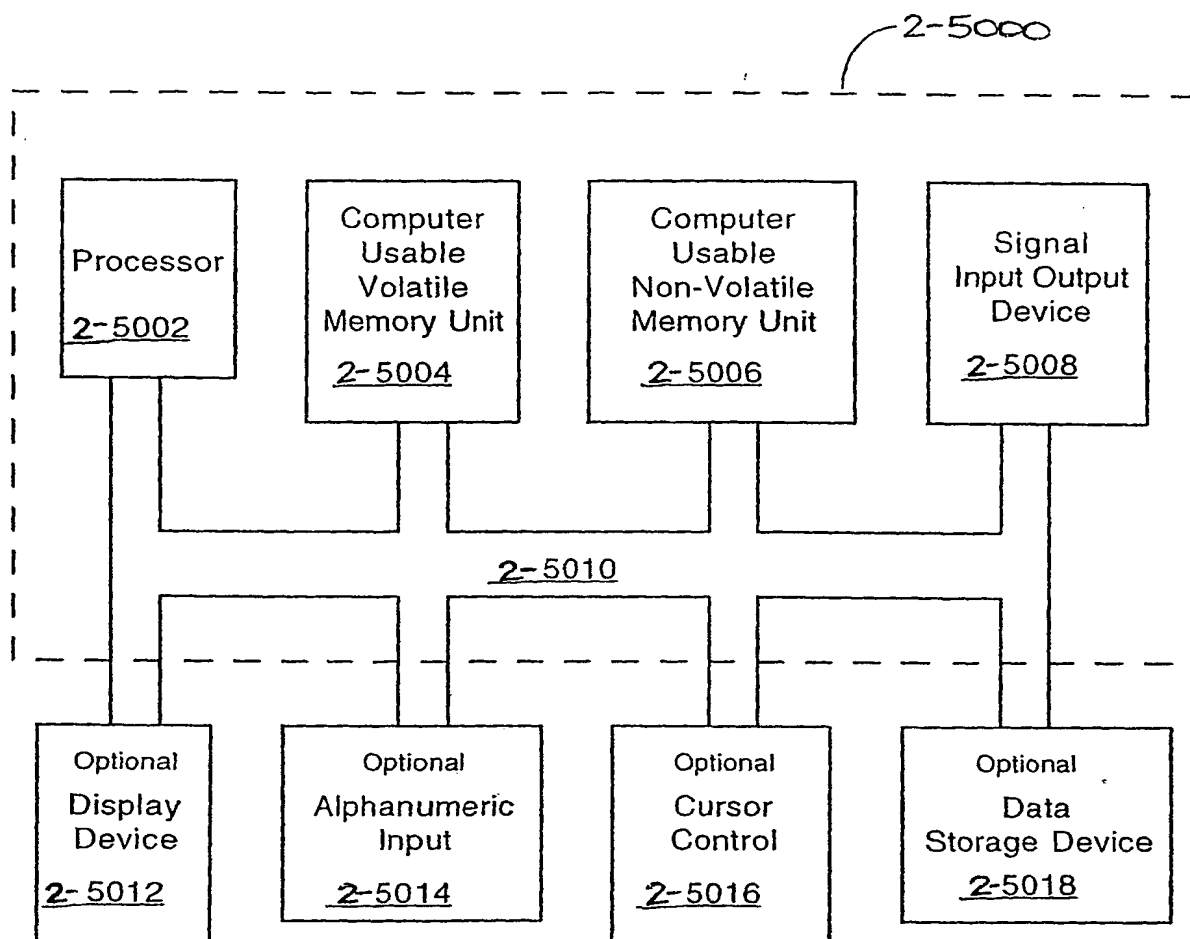 2-5000
Processor
2-5002
Computer
Usable
Volatile
Memory Unit
2-5004
Computer
Usable
Non-Volatile
Memory Unit
2-5006
Signal
Input Output
Device
2-5008
2-5010
Optional
Display
Device
2-5012
Optional
Alphanumeric
Input
2-5014
Optional
Cursor
Control
2-5016
Optional
Data
Storage Device
2-5018